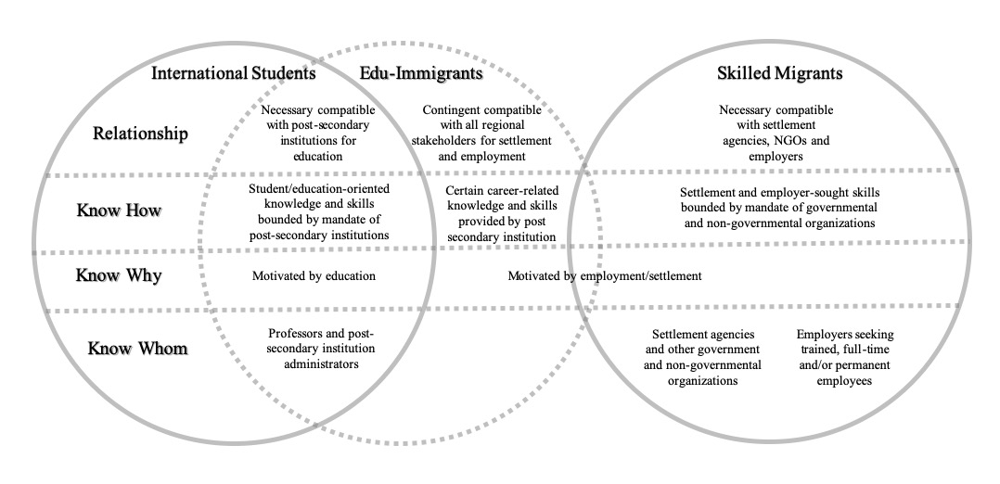 International Students
Edu-Immigrants
Skilled Migrants
Relationship
Necessary compatible
with post-secondary
institutions for
education
Contingent compatible
with all regional
stakeholders for settlement
and employment
Necessary compatible
with settlement
agencies, NGOs and
employers
Know How
Student/education-oriented
knowledge and skills
bounded by mandate of
post-secondary institutions
Certain career-related
knowledge and skills
provided by post
secondary institution
Settlement and employer-sought skills
bounded by mandate of governmental
and non-governmental organizations
Know Why
Motivated by education
Motivated by employment/settlement
Know Whom
Professors and post-
secondary institution
administrators
Settlement agencies
and other government
and non-governmental
organizations
Employers seeking
trained, full-time
and/or permanent
employees